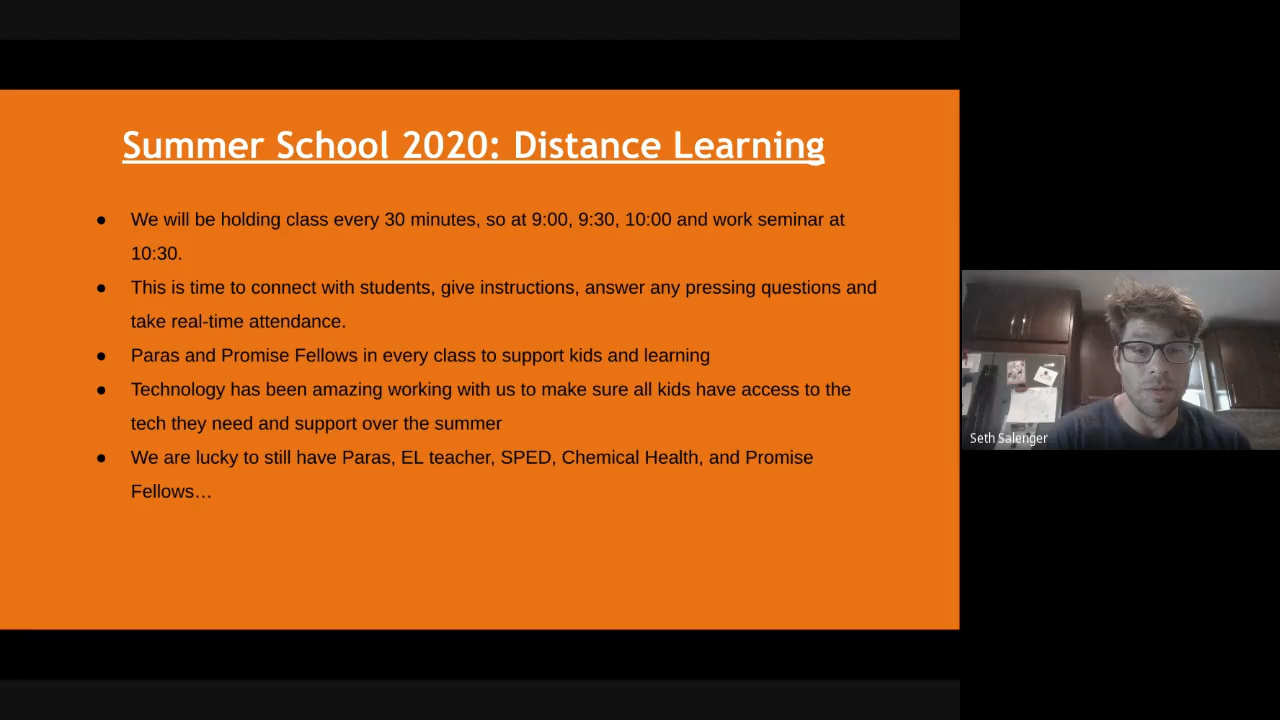 Summer School 2020: Distance Learning
● We will be holding class every 30 minutes, so at 9:00, 9:30, 10:00 and work seminar at
10:30.
● This is time to connect with students, give instructions, answer any pressing questions and
take real-time attendance.
● Paras and Promise Fellows in every class to support kids and learning
● Technology has been amazing working with us to make sure all kids have access to the
tech they need and support over the summer
● We are lucky to still have Paras, EL teacher, SPED, Chemical Health, and Promise
Fellows…
Seth Salenger